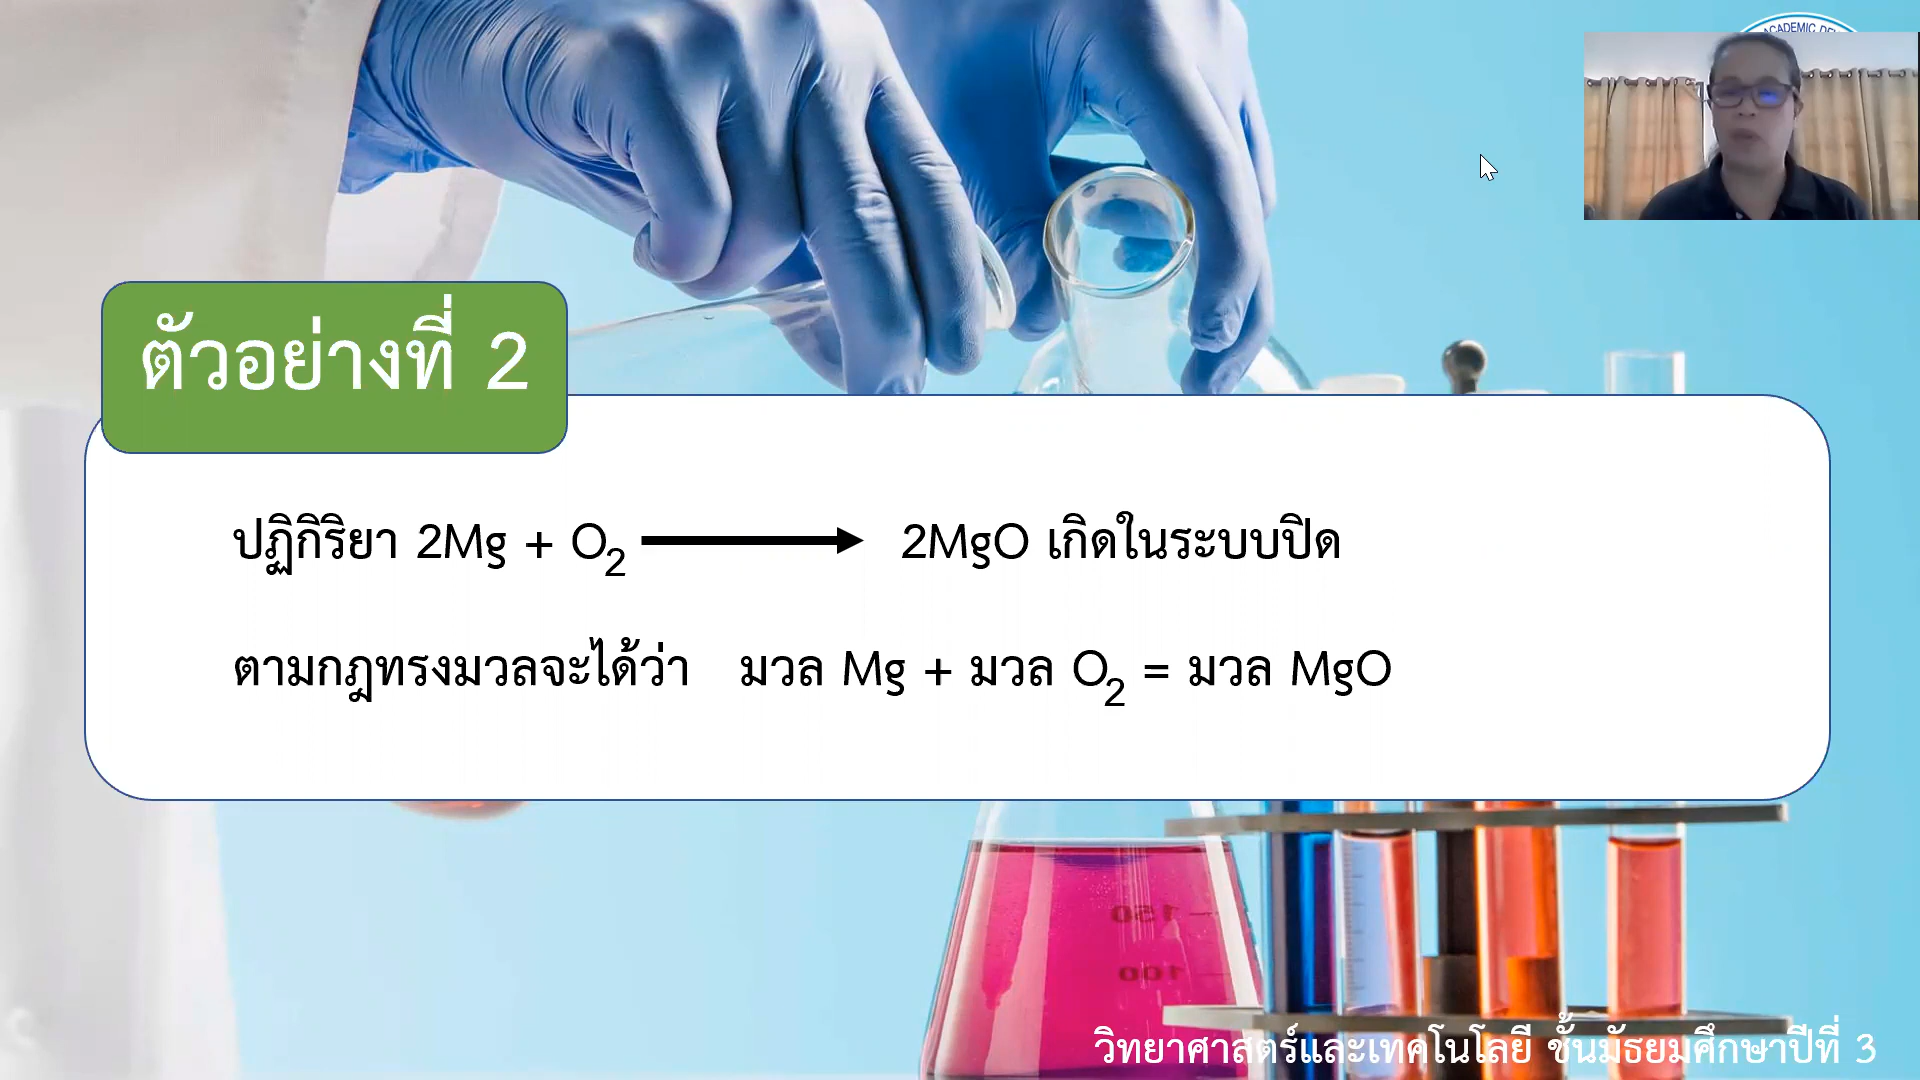 ACADEMIC
ตัวอย่างที่ 2
ปฏิกิริยา 2Mg + O₂ → 2MgO เกิดในระบบปิด
ตามกฎทรงมวลจะได้ว่า มวล Mg + มวล O₂ = มวล MgO
150
100
วิทยาศาสตร์และเทคโนโลยี ชั้นมัธยมศึกษาปีที่ 3